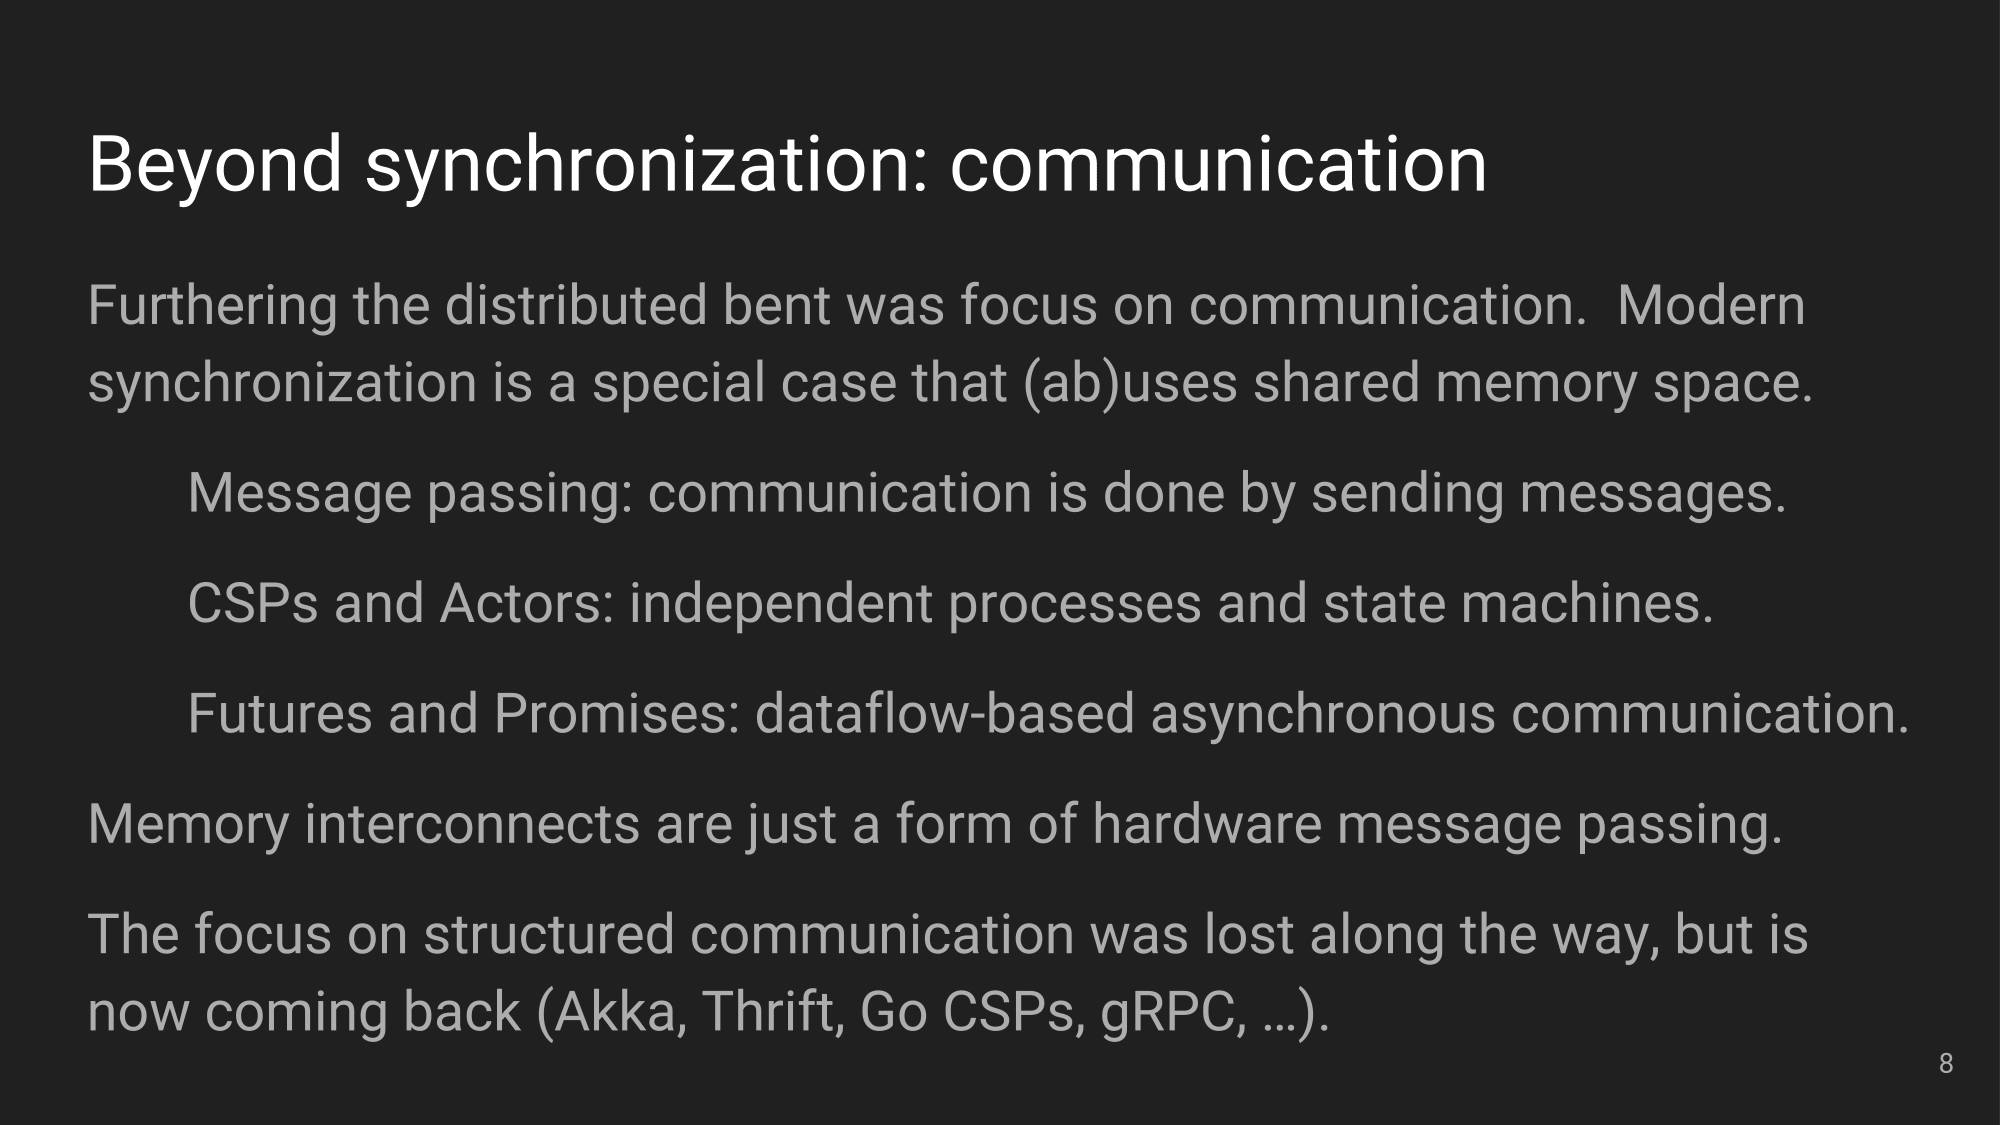 Beyond synchronization: communication
Furthering the distributed bent was focus on communication.  Modern
synchronization is a special case that (ab)uses shared memory space.
Message passing: communication is done by sending messages.
CSPs and Actors: independent processes and state machines.
Futures and Promises: dataflow-based asynchronous communication.
Memory interconnects are just a form of hardware message passing.
The focus on structured communication was lost along the way, but is
now coming back (Akka, Thrift, Go CSPs, gRPC, …).
8